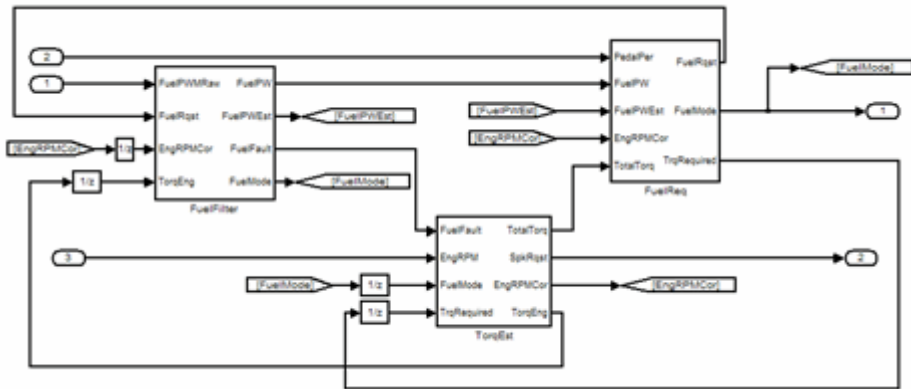 2
PedalPer
FuelRqst
[FuelMode]
1
FuelPWMRaw
FuelPW
FuelPW
FuelRqst
FuelPWEst
[FuelPWEst]
[FuelPWEst]
FuelPWEst
FuelMode
1
[EngRPMCor]
1/z
EngRPMCor
FuelFault
[EngRPMCor]
EngRPMCor
1/z
TorqEng
FuelMode
[FuelMode]
TotalTorq
TrqRequired
FuelFilter
FuelReq
FuelFault
TotalTorq
3
EngRPM
SpkRqst
2
[FuelMode]
1/z
FuelMode
EngRPMCor
[EngRPMCor]
1/z
TrqRequired
TorqEng
TorqEst